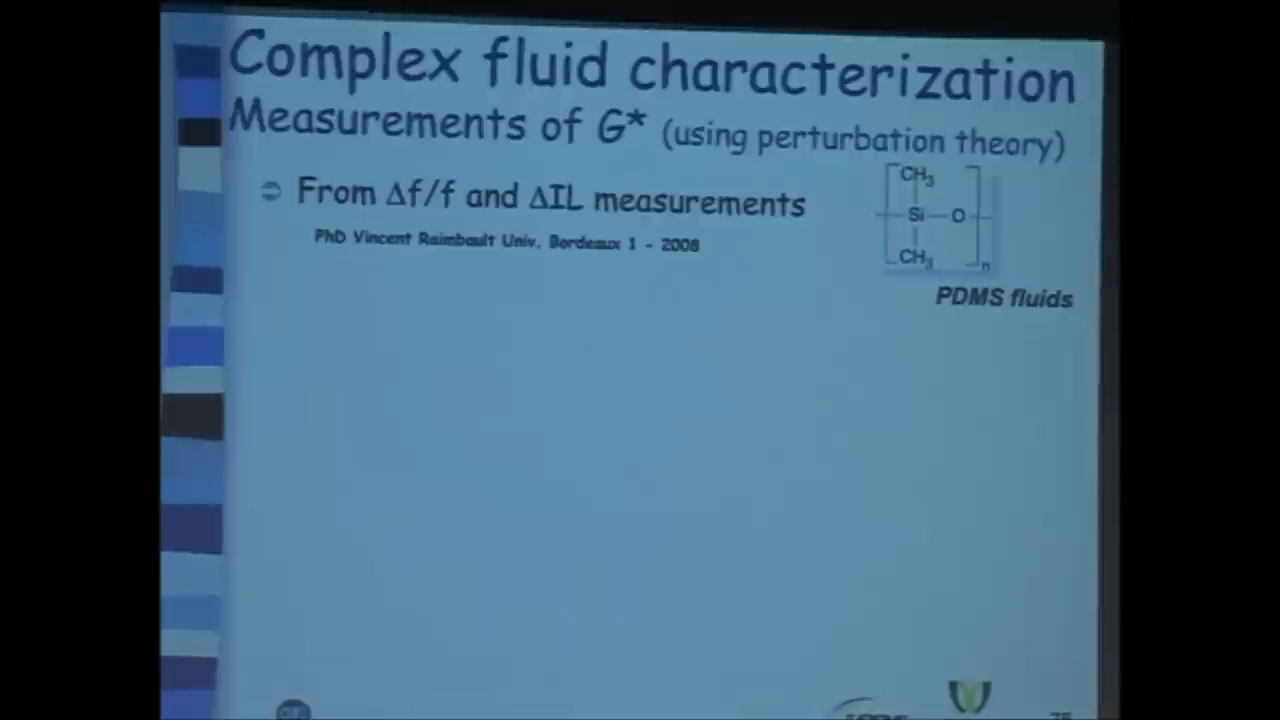 Complex fluid characterization
Measurements of G* (using perturbation theory)
From Δf/f and ΔIL measurements
PhD Vincent Raimbault Univ. Bordeaux 1 - 2008
CH3
Si O
CH3
n
PDMS fluids